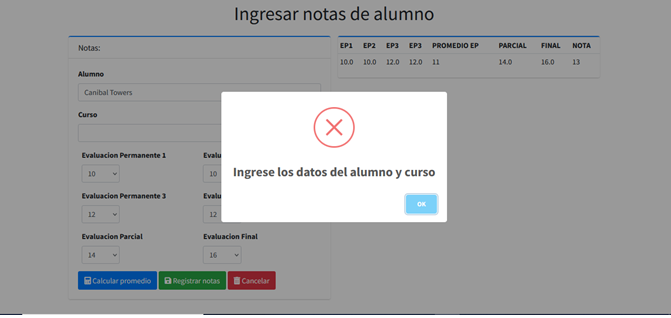 Ingresar notas de alumno
Notas:
Alumno
Canibal Towers
Curso
Evaluacion Permanente 1
10
10
Evaluacion Permanente 3
12
12
Evaluacion Parcial
Evaluacion Final
14
16
Calcular promedio
Registrar notas
Cancelar
EP1 EP2 EP3 EP3 PROMEDIO EP PARCIAL FINAL NOTA
10.0 10.0 12.0 12.0 11 14.0 16.0 13
Ingrese los datos del alumno y curso
OK